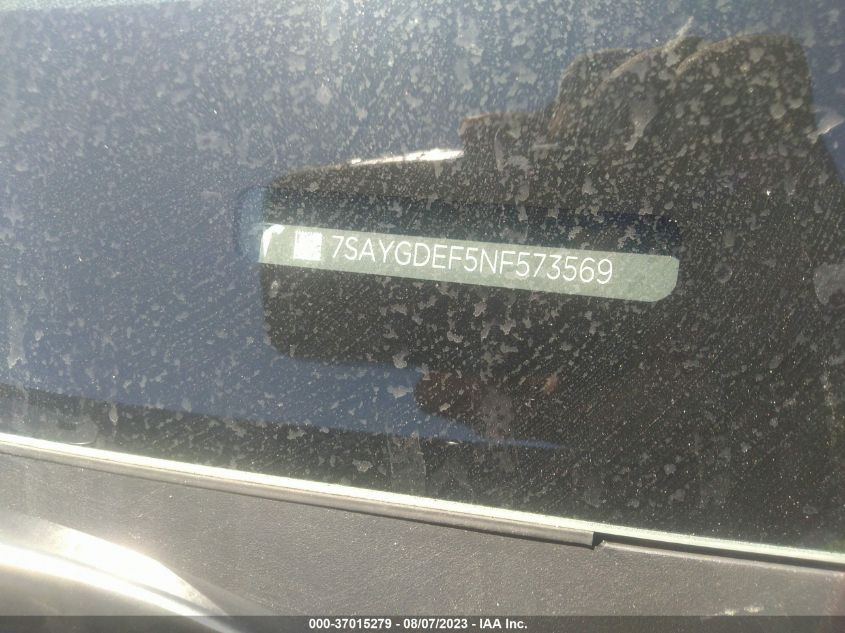 7SAYGDEF5NF573569
000-37015279 - 08/07/2023 - IAA Inc.